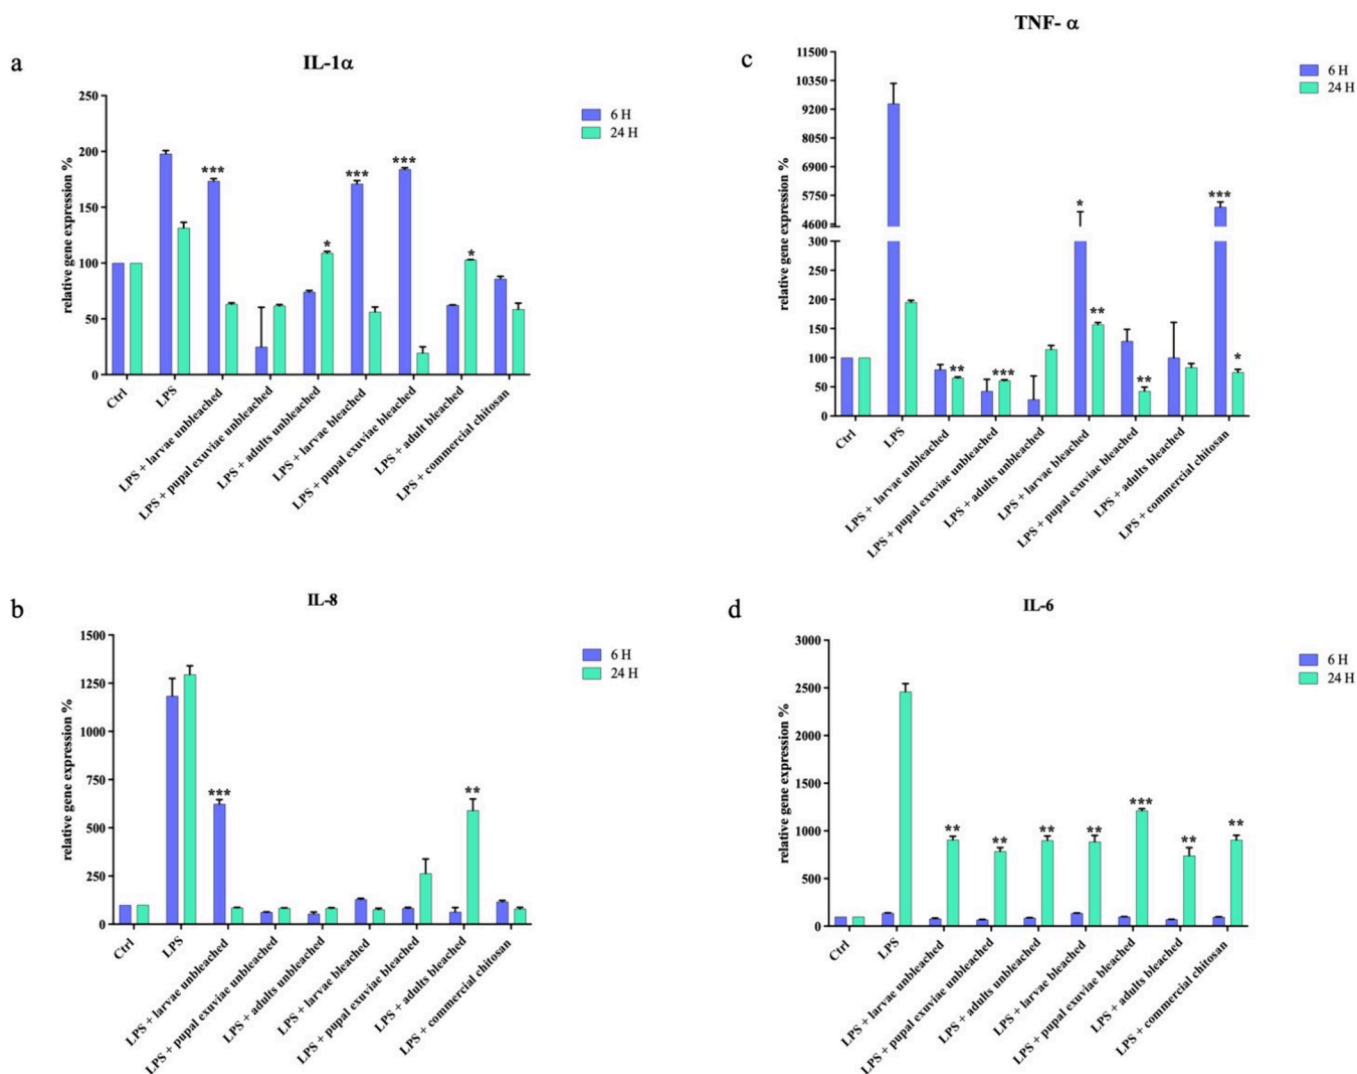 a
IL-1α
relative gene expression %
250
200
150
100
50
0
6 H
24 H
Ctrl
LPS
LPS + larvae unbleached
LPS + pupal exuviae unbleached
LPS + adults unbleached
LPS + larvae bleached
LPS + pupal exuviae bleached
LPS + adult bleached
LPS + commercial chitosan
***
*
***
***
*
c
TNF- α
relative gene expression %
11500
10350
9200
8050
6900
5750
4600
300
250
200
150
100
50
0
6 H
24 H
Ctrl
LPS
LPS + larvae unbleached
LPS + pupal exuviae unbleached
LPS + adults unbleached
LPS + larvae bleached
LPS + pupal exuviae bleached
LPS + adults bleached
LPS + commercial chitosan
**
***
*
**
**
***
*
b
IL-8
relative gene expression %
1500
1250
1000
750
500
250
0
6 H
24 H
Ctrl
LPS
LPS + larvae unbleached
LPS + pupal exuviae unbleached
LPS + adults unbleached
LPS + larvae bleached
LPS + pupal exuviae bleached
LPS + adults bleached
LPS + commercial chitosan
***
**
d
IL-6
relative gene expression %
3000
2500
2000
1500
1000
500
0
6 H
24 H
Ctrl
LPS
LPS + larvae unbleached
LPS + pupal exuviae unbleached
LPS + adults unbleached
LPS + larvae bleached
LPS + pupal exuviae bleached
LPS + adults bleached
LPS + commercial chitosan
**
**
**
**
***
**
**